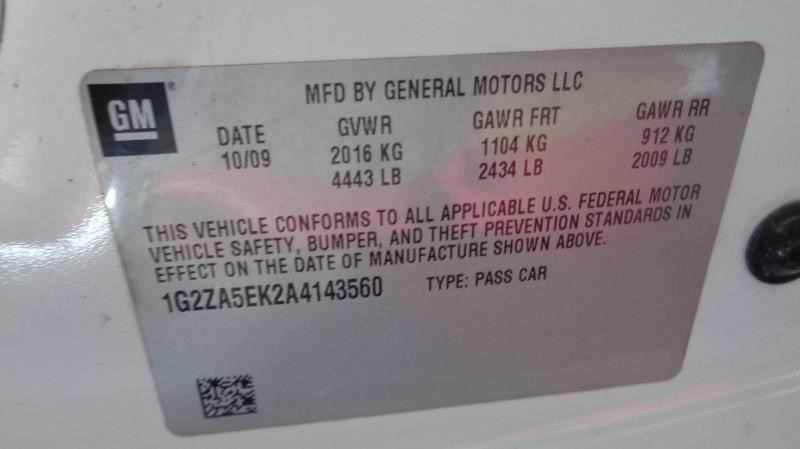 GM
MFD BY GENERAL MOTORS LLC
DATE GVWR GAWR FRT GAWR RR
10/09 2016 KG 1104 KG 912 KG
4443 LB 2434 LB 2009 LB
THIS VEHICLE CONFORMS TO ALL APPLICABLE U.S. FEDERAL MOTOR
VEHICLE SAFETY, BUMPER, AND THEFT PREVENTION STANDARDS IN
EFFECT ON THE DATE OF MANUFACTURE SHOWN ABOVE.
1G2ZA5EK2A4143560 TYPE: PASS CAR